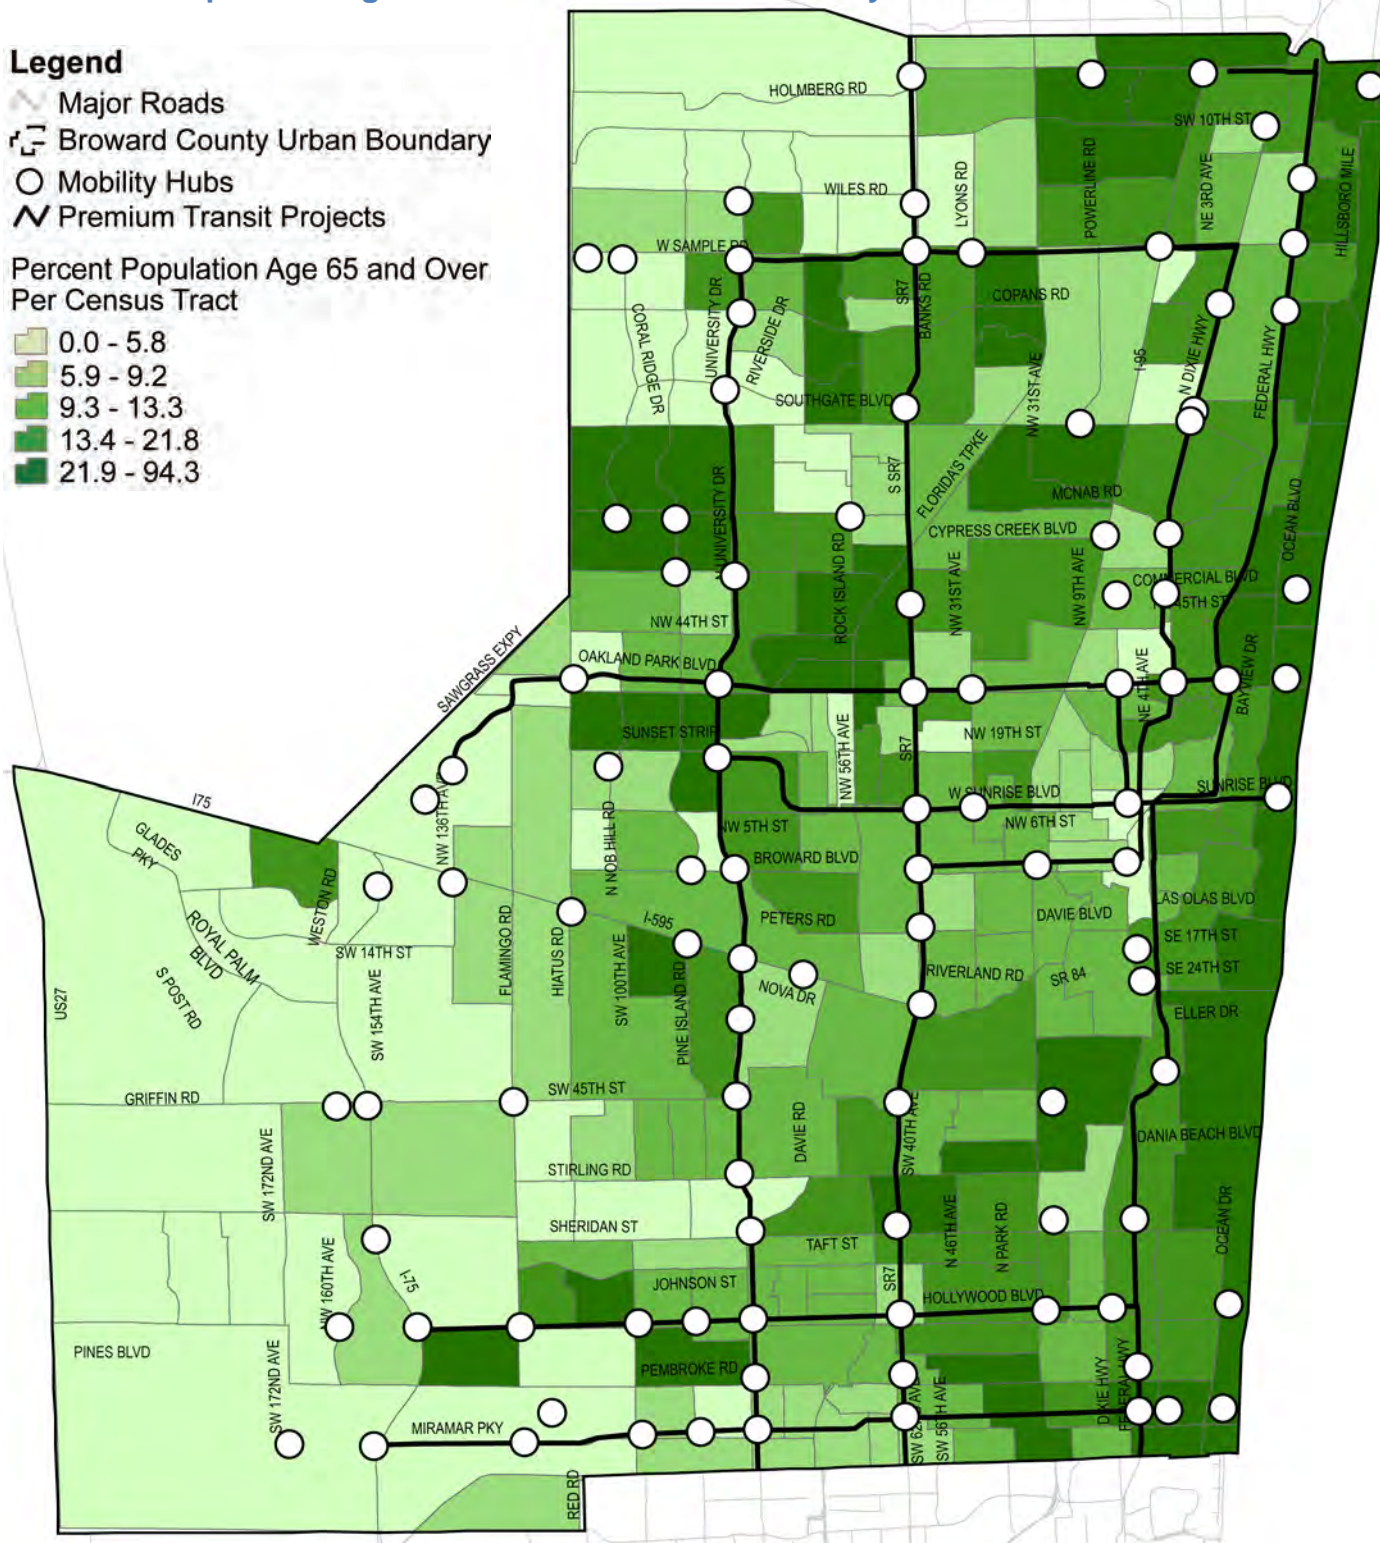 Legend
Major Roads
Broward County Urban Boundary
Mobility Hubs
Premium Transit Projects
Percent Population Age 65 and Over
Per Census Tract
0.0 - 5.8
5.9 - 9.2
9.3 - 13.3
13.4 - 21.8
21.9 - 94.3
HOLMBERG RD
SW 10TH ST
WILES RD
LYONS RD
POWERLINE RD
NE 3RD AVE
HILLSBORO MILE
W SAMPLE RD
SR7
BANKS RD
COPANS RD
UNIVERSITY DR
RIVERSIDE DR
CORAL RIDGE DR
SOUTHGATE BLVD
NW 31ST AVE
I-95
N DIXIE HWY
FEDERAL HWY
N UNIVERSITY DR
S SR7
FLORIDA'S TPKE
MCNAB RD
CYPRESS CREEK BLVD
OCEAN BLVD
ROCK ISLAND RD
NW 31ST AVE
NW 9TH AVE
COMMERCIAL BLVD
45TH ST
NW 44TH ST
SAWGRASS EXPY
OAKLAND PARK BLVD
NE 4TH AVE
BAYVIEW DR
SUNSET STRIP
NW 56TH AVE
SR7
NW 19TH ST
W SUNRISE BLVD
SUNRISE BLVD
I75
NW 136TH AVE
N NOB HILL RD
NW 5TH ST
NW 6TH ST
GLADES
PKY
BROWARD BLVD
WESTON RD
ROYAL PALM
BLVD
FLAMINGO RD
HIATUS RD
I-595
PETERS RD
DAVIE BLVD
LAS OLAS BLVD
SW 14TH ST
SW 100TH AVE
PINE ISLAND RD
NOVA DR
RIVERLAND RD
SR 84
SE 17TH ST
SE 24TH ST
S POST RD
US27
SW 154TH AVE
ELLER DR
GRIFFIN RD
SW 45TH ST
SW 172ND AVE
DAVIE RD
SW 40TH AVE
DANIA BEACH BLVD
STIRLING RD
SHERIDAN ST
TAFT ST
N 46TH AVE
N PARK RD
OCEAN DR
NW 160TH AVE
I-75
JOHNSON ST
SR7
HOLLYWOOD BLVD
PINES BLVD
SW 172ND AVE
PEMBROKE RD
DIXIE HWY
FEDERAL HWY
MIRAMAR PKY
SW 62ND AVE
SW 56TH AVE
RED RD